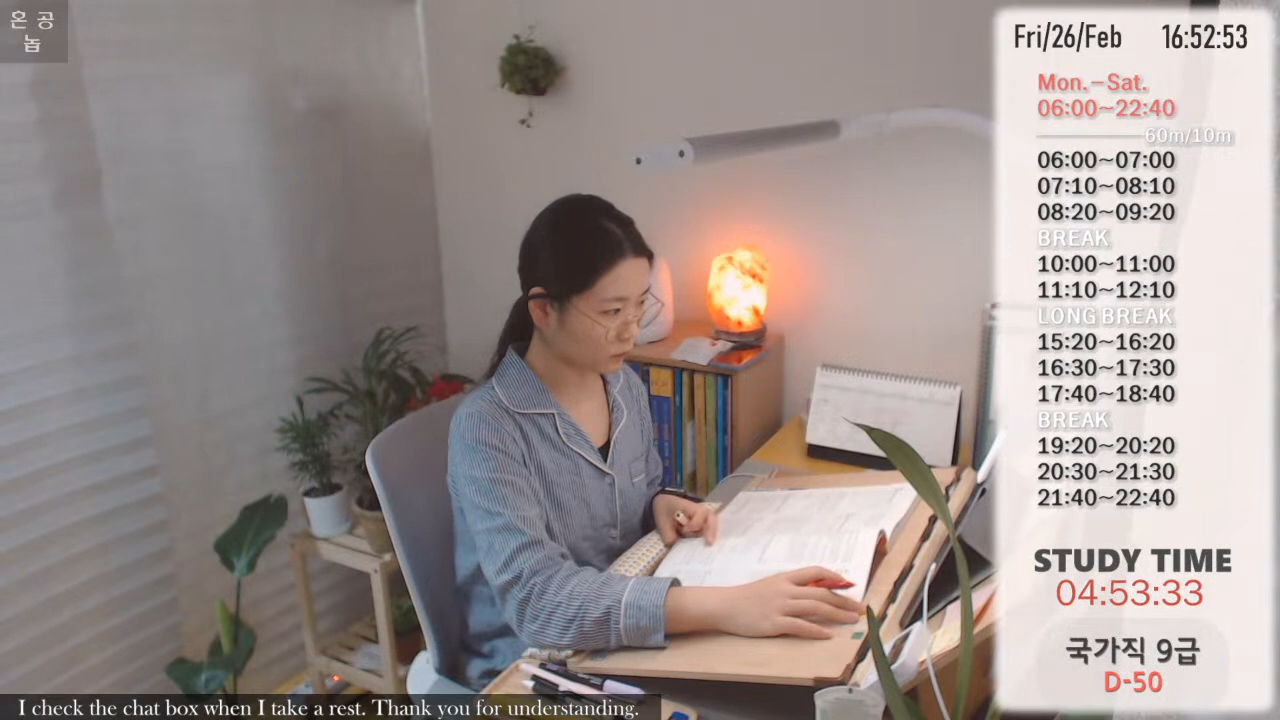 혼 공
놉
Fri/26/Feb 16:52:53
Mon.-Sat.
06:00~22:40
60m/10m
06:00~07:00
07:10~08:10
08:20~09:20
BREAK
10:00~11:00
11:10~12:10
LONG BREAK
15:20~16:20
16:30~17:30
17:40~18:40
BREAK
19:20~20:20
20:30~21:30
21:40~22:40
STUDY TIME
04:53:33
국가직 9급
D-50
I check the chat box when I take a rest. Thank you for understanding.